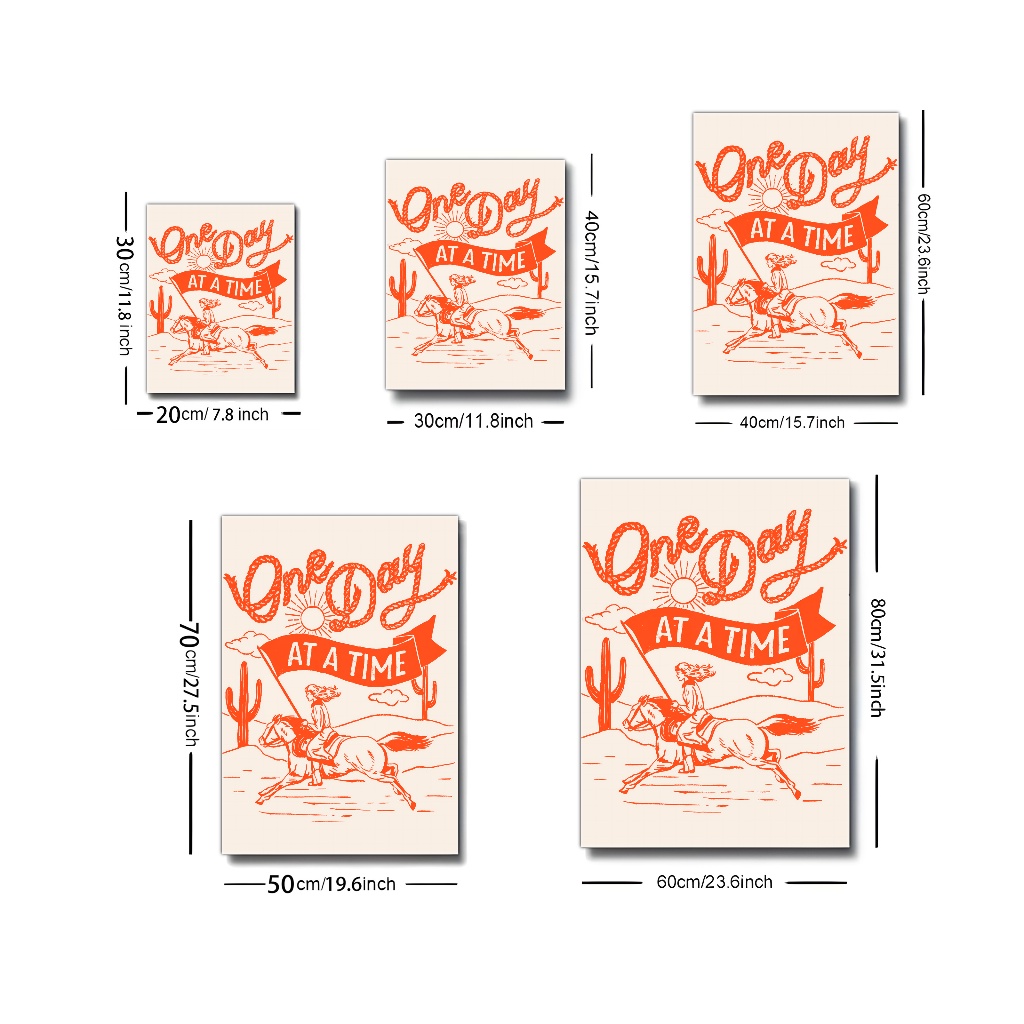 One Day
AT A TIME
30cm/11.8 inch
20cm/ 7.8 inch
One Day
AT A TIME
40cm/15.7inch
30cm/11.8inch
One Day
AT A TIME
60cm/23.6inch
40cm/15.7inch
One Day
AT A TIME
70cm/27.5inch
50cm/19.6inch
One Day
AT A TIME
80cm/31.5inch
60cm/23.6inch